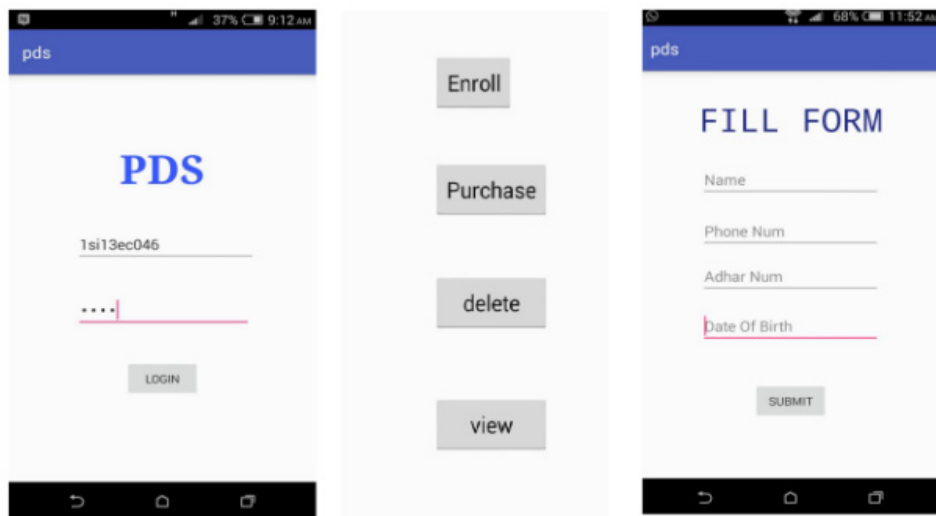 37% 9:12 AM
pds
PDS
1si13ec046
••••
LOGIN
Enroll
Purchase
delete
view
68% 11:52 AM
pds
FILL FORM
Name
Phone Num
Adhar Num
Date Of Birth
SUBMIT